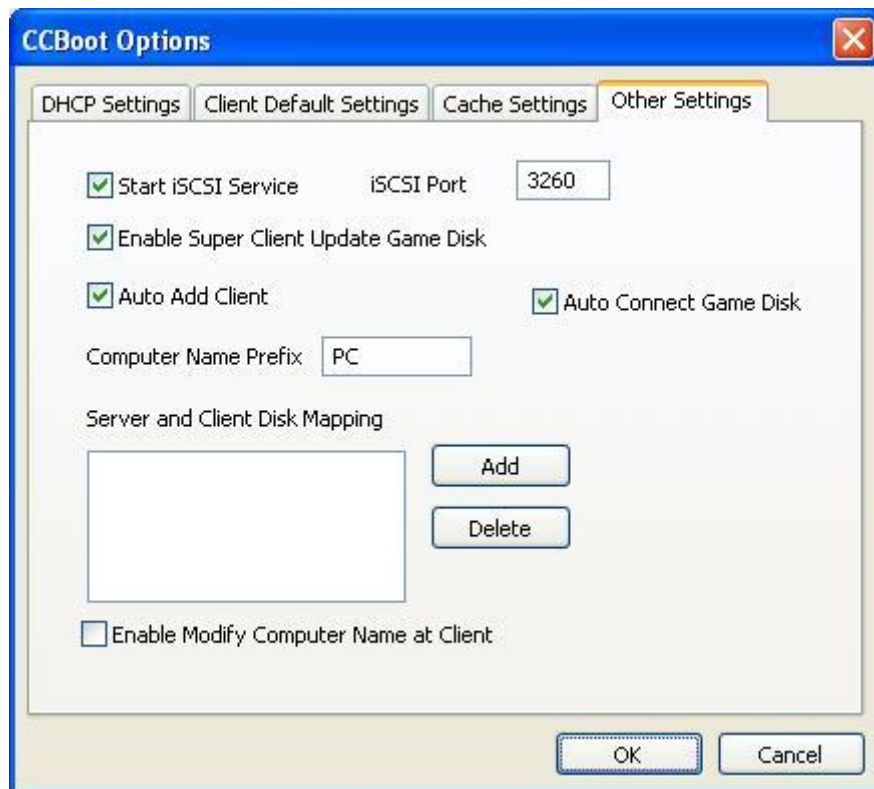 CCBoot Options
DHCP Settings Client Default Settings Cache Settings Other Settings
Start iSCSI Service iSCSI Port 3260
Enable Super Client Update Game Disk
Auto Add Client Auto Connect Game Disk
Computer Name Prefix PC
Server and Client Disk Mapping
Add
Delete
Enable Modify Computer Name at Client
OK Cancel